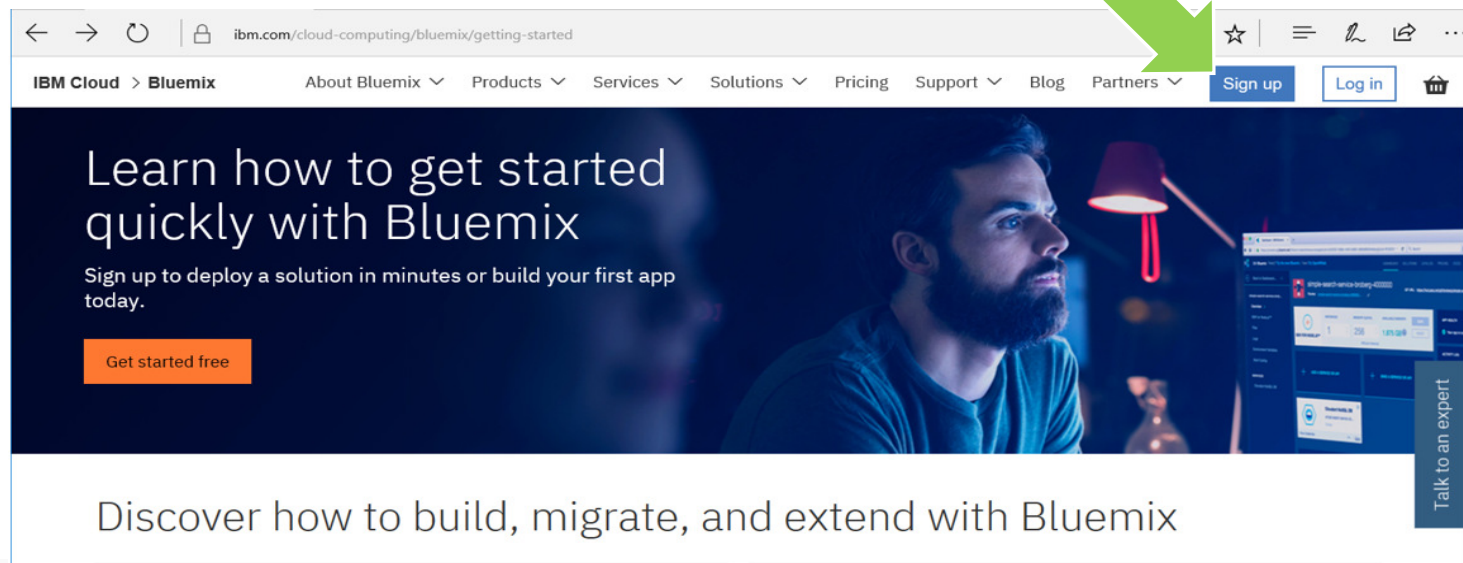 ibm.com/cloud-computing/bluemix/getting-started
IBM Cloud > Bluemix About Bluemix Products Services Solutions Pricing Support Blog Partners Sign up Log in
Learn how to get started
quickly with Bluemix
Sign up to deploy a solution in minutes or build your first app
today.
Get started free
Talk to an expert
Discover how to build, migrate, and extend with Bluemix